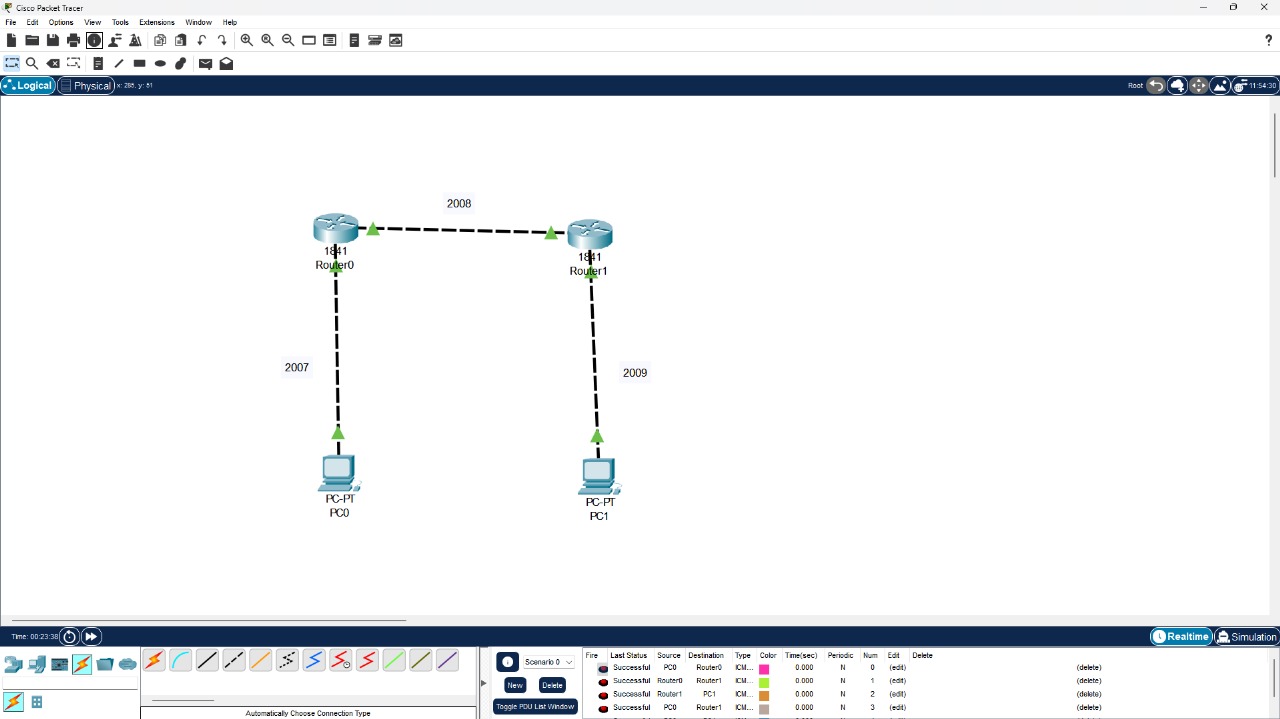 Cisco Packet Tracer
File Edit Options View Tools Extensions Window Help
?
Logical Physical x: 285, y: 51 Root 11:54:30
2008
1841
Router0
1841
Router1
2007
2009
PC-PT
PC0
PC-PT
PC1
Time: 00:23:38 Realtime Simulation
Scenario 0
New Delete
Toggle PDU List Window
Fire Last Status Source Destination Type Color Time(sec) Periodic Num Edit Delete
Successful PC0 Router0 ICM... 0.000 N 0 (edit) (delete)
Successful Router0 Router1 ICM... 0.000 N 1 (edit) (delete)
Successful Router1 PC1 ICM... 0.000 N 2 (edit) (delete)
Successful PC0 Router1 ICM... 0.000 N 3 (edit) (delete)
Automatically Choose Connection Type